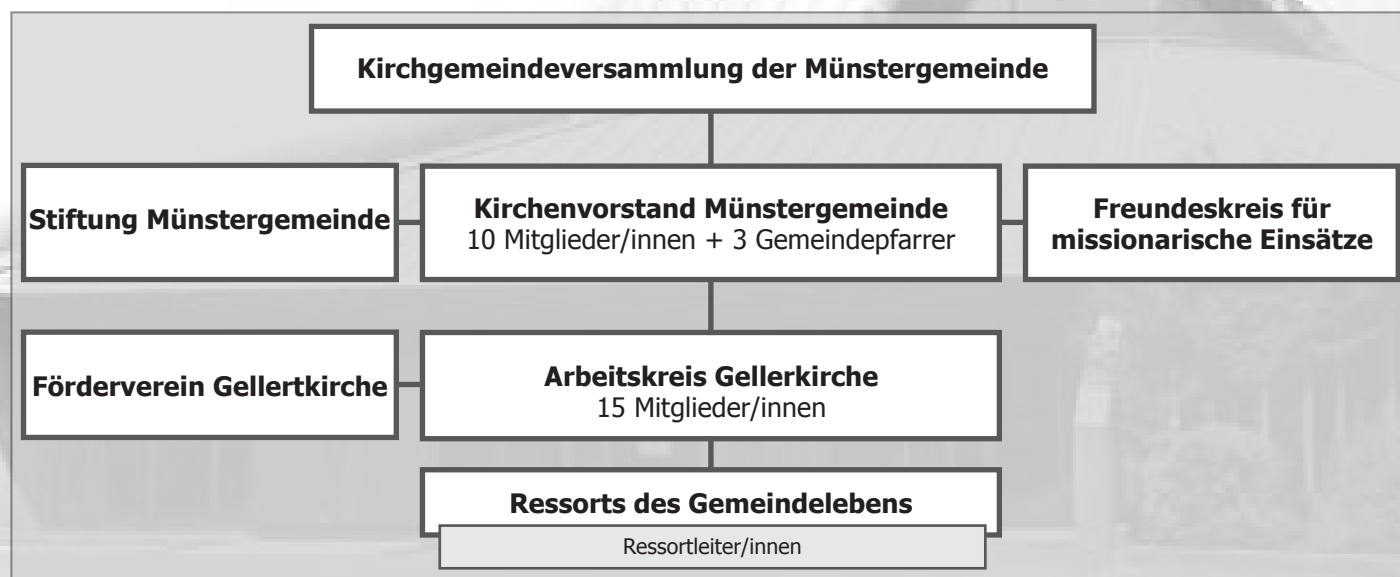 Kirchgemeindeversammlung der Münstergemeinde
Stiftung Münstergemeinde
Kirchenvorstand Münstergemeinde
10 Mitglieder/innen + 3 Gemeindepfarrer
Freundeskreis für
missionarische Einsätze
Förderverein Gellertkirche
Arbeitskreis Gellerkirche
15 Mitglieder/innen
Ressorts des Gemeindelebens
Ressortleiter/innen